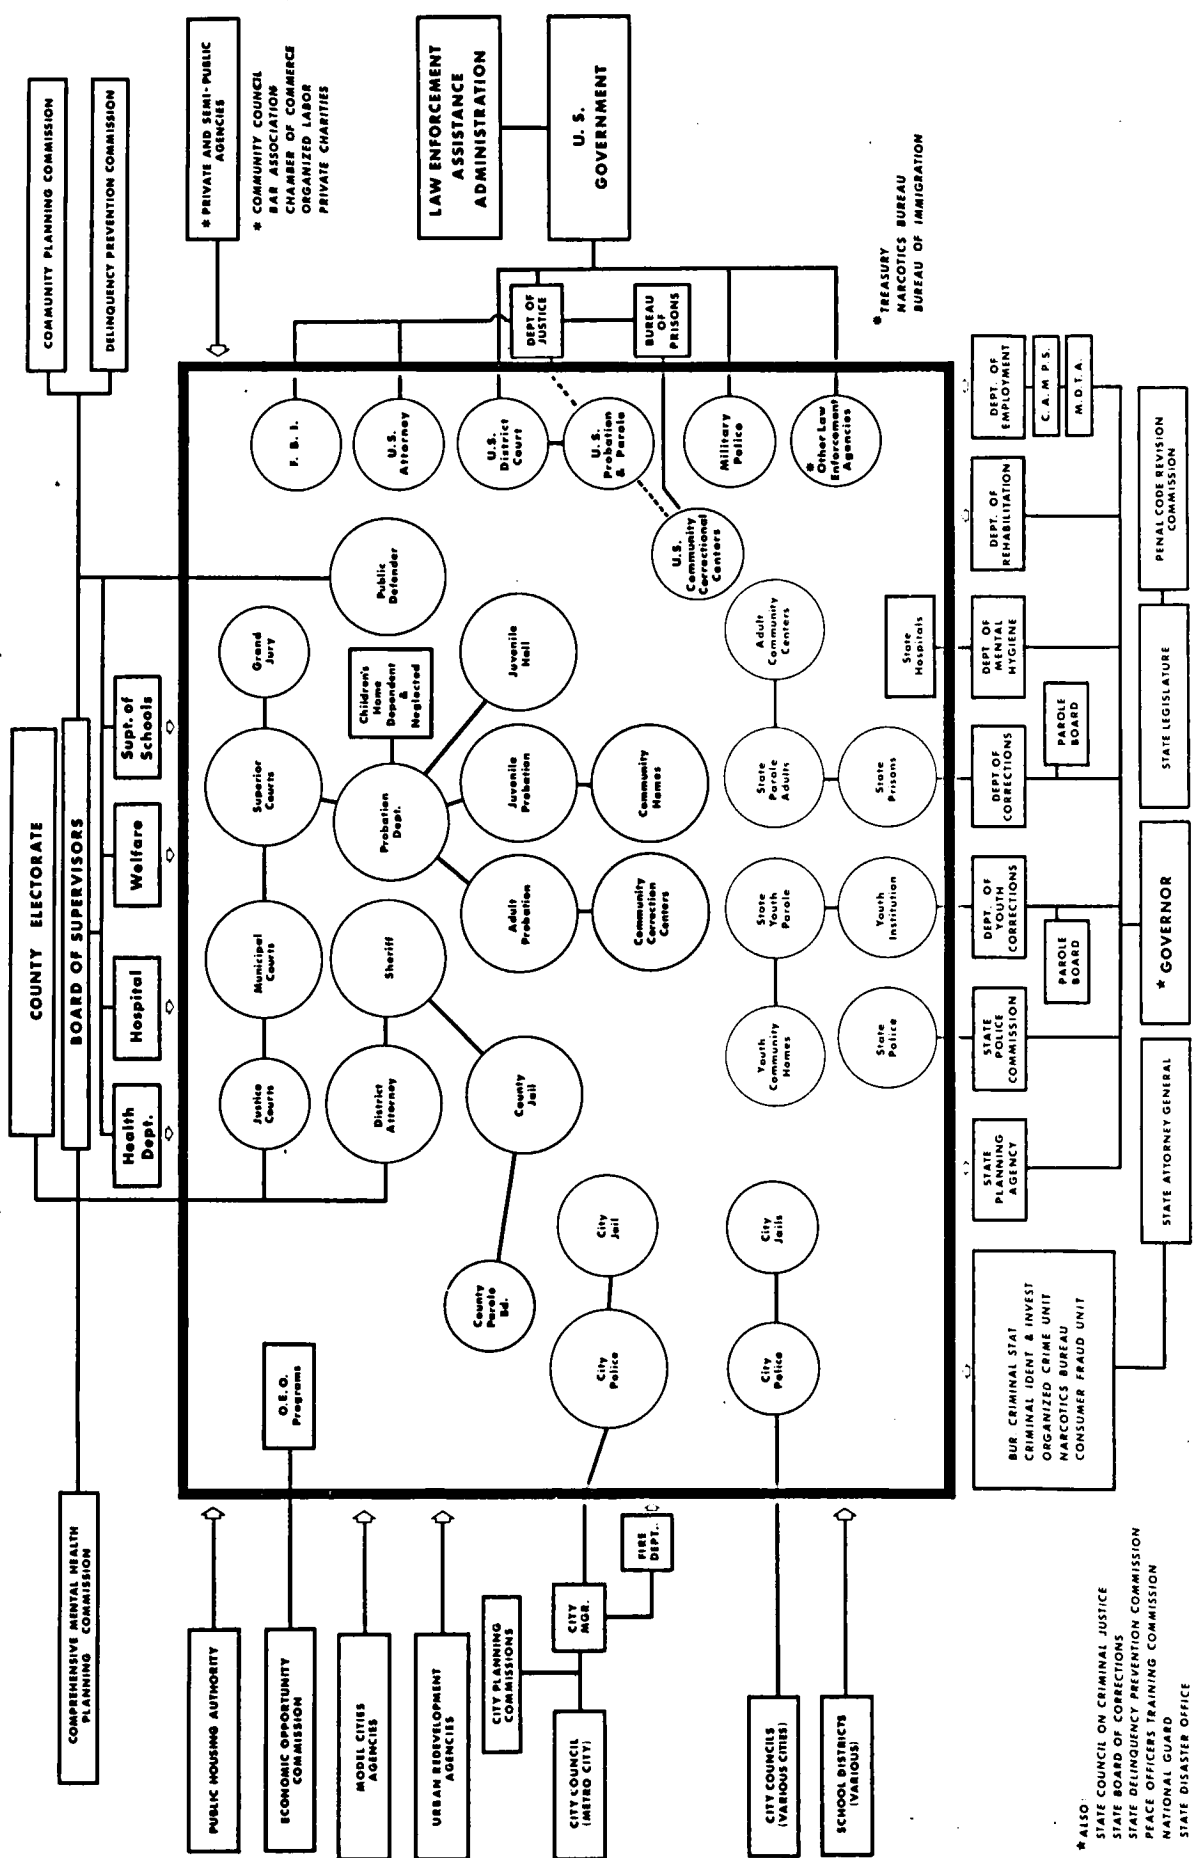 COUNTY ELECTORATE
BOARD OF SUPERVISORS
COMPREHENSIVE MENTAL HEALTH
PLANNING COMMISSION
COMMUNITY PLANNING COMMISSION
DELINQUENCY PREVENTION COMMISSION
Health
Dept.
Hospital
Welfare
Supt. of
Schools
PUBLIC HOUSING AUTHORITY
ECONOMIC OPPORTUNITY
COMMISSION
MODEL CITIES
AGENCIES
URBAN REDEVELOPMENT
AGENCIES
CITY PLANNING
COMMISSIONS
CITY COUNCIL
(METRO CITY)
CITY
MGR.
FIRE
DEPT.
CITY COUNCILS
(VARIOUS CITIES)
SCHOOL DISTRICTS
(VARIOUS)
O.E.O.
Programs
Justice
Courts
Municipal
Courts
Superior
Courts
Grand
Jury
District
Attorney
Sheriff
Probation
Dept.
Children's
Home
Dependent
&
Neglected
Public
Defender
County
Parole
Bd.
County
Jail
Adult
Probation
Juvenile
Probation
Juvenile
Hall
City
Police
City
Jail
Community
Correction
Centers
Community
Homes
City
Police
City
Jails
Youth
Community
Homes
State
Youth
Parole
State
Parole
Adults
Adult
Community
Centers
State
Police
Youth
Institution
State
Prisons
State
Hospitals
F. B. I.
U.S.
Attorney
U.S.
District
Court
U.S.
Probation
& Parole
U.S.
Community
Correctional
Centers
Military
Police
*
Other Law
Enforcement
Agencies
* PRIVATE AND SEMI-PUBLIC
AGENCIES
* COMMUNITY COUNCIL
BAR ASSOCIATION
CHAMBER OF COMMERCE
ORGANIZED LABOR
PRIVATE CHARITIES
LAW ENFORCEMENT
ASSISTANCE
ADMINISTRATION
U. S.
GOVERNMENT
DEPT OF
JUSTICE
BUREAU
OF
PRISONS
* TREASURY
NARCOTICS BUREAU
BUREAU OF IMMIGRATION
BUR CRIMINAL STAT
CRIMINAL IDENT & INVEST
ORGANIZED CRIME UNIT
NARCOTICS BUREAU
CONSUMER FRAUD UNIT
STATE
PLANNING
AGENCY
STATE
POLICE
COMMISSION
DEPT. OF
YOUTH
CORRECTIONS
DEPT OF
CORRECTIONS
DEPT OF
MENTAL
HYGIENE
DEPT. OF
REHABILITATION
DEPT. OF
EMPLOYMENT
C. A. M. P. S.
M. D. T. A.
PAROLE
BOARD
PAROLE
BOARD
STATE ATTORNEY GENERAL
* GOVERNOR
STATE LEGISLATURE
PENAL CODE REVISION
COMMISSION
* ALSO:
STATE COUNCIL ON CRIMINAL JUSTICE
STATE BOARD OF CORRECTIONS
STATE DELINQUENCY PREVENTION COMMISSION
PEACE OFFICERS TRAINING COMMISSION
NATIONAL GUARD
STATE DISASTER OFFICE